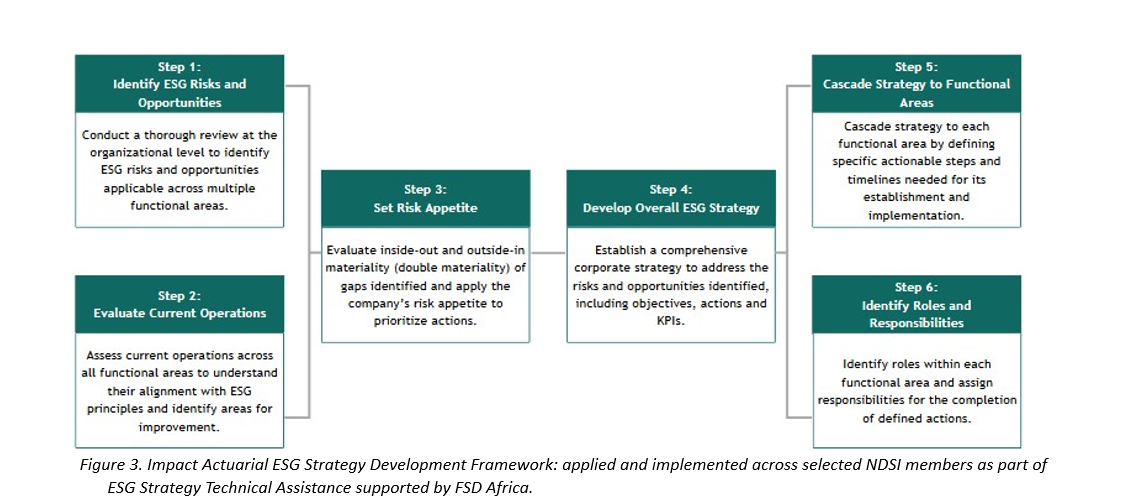 Step 1:
Identify ESG Risks and
Opportunities
Conduct a thorough review at the
organizational level to identify
ESG risks and opportunities
applicable across multiple
functional areas.
Step 2:
Evaluate Current Operations
Assess current operations across
all functional areas to understand
their alignment with ESG
principles and identify areas for
improvement.
Step 3:
Set Risk Appetite
Evaluate inside-out and outside-in
materiality (double materiality) of
gaps identified and apply the
company's risk appetite to
prioritize actions.
Step 4:
Develop Overall ESG Strategy
Establish a comprehensive
corporate strategy to address the
risks and opportunities identified,
including objectives, actions and
KPIs.
Step 5:
Cascade Strategy to Functional
Areas
Cascade strategy to each
functional area by defining
specific actionable steps and
timelines needed for its
establishment and
implementation.
Step 6:
Identify Roles and
Responsibilities
Identify roles within each
functional area and assign
responsibilities for the completion
of defined actions.
Figure 3. Impact Actuarial ESG Strategy Development Framework: applied and implemented across selected NDSI members as part of
ESG Strategy Technical Assistance supported by FSD Africa.